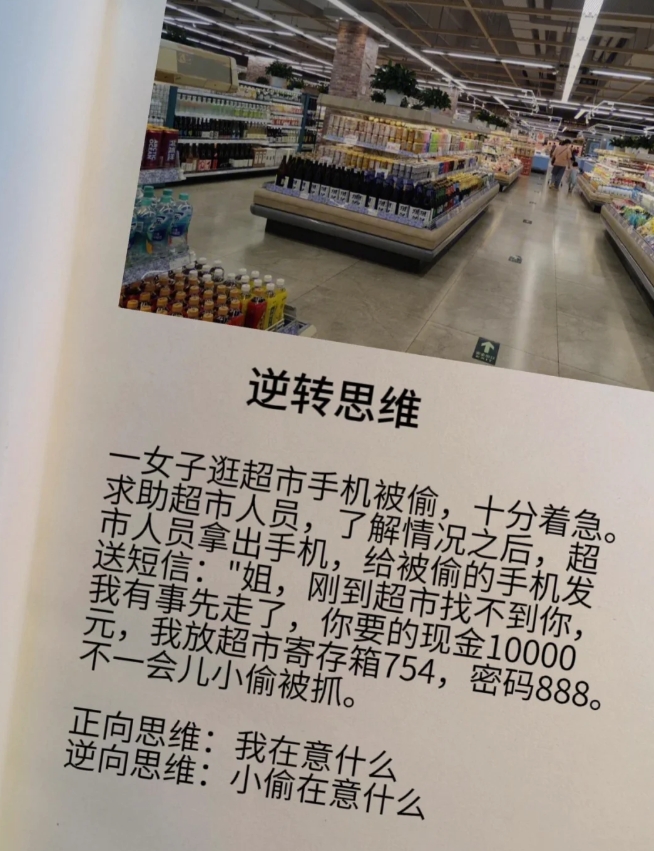 逆转思维
一女子逛超市手机被偷，十分着急。
求助超市人员，了解情况之后，超
市人员拿出手机，给被偷的手机发
送短信："姐，刚到超市找不到你，
我有事先走了，你要的现金10000
元，我放超市寄存箱754，密码888。
不一会儿小偷被抓。
正向思维：我在意什么
逆向思维：小偷在意什么